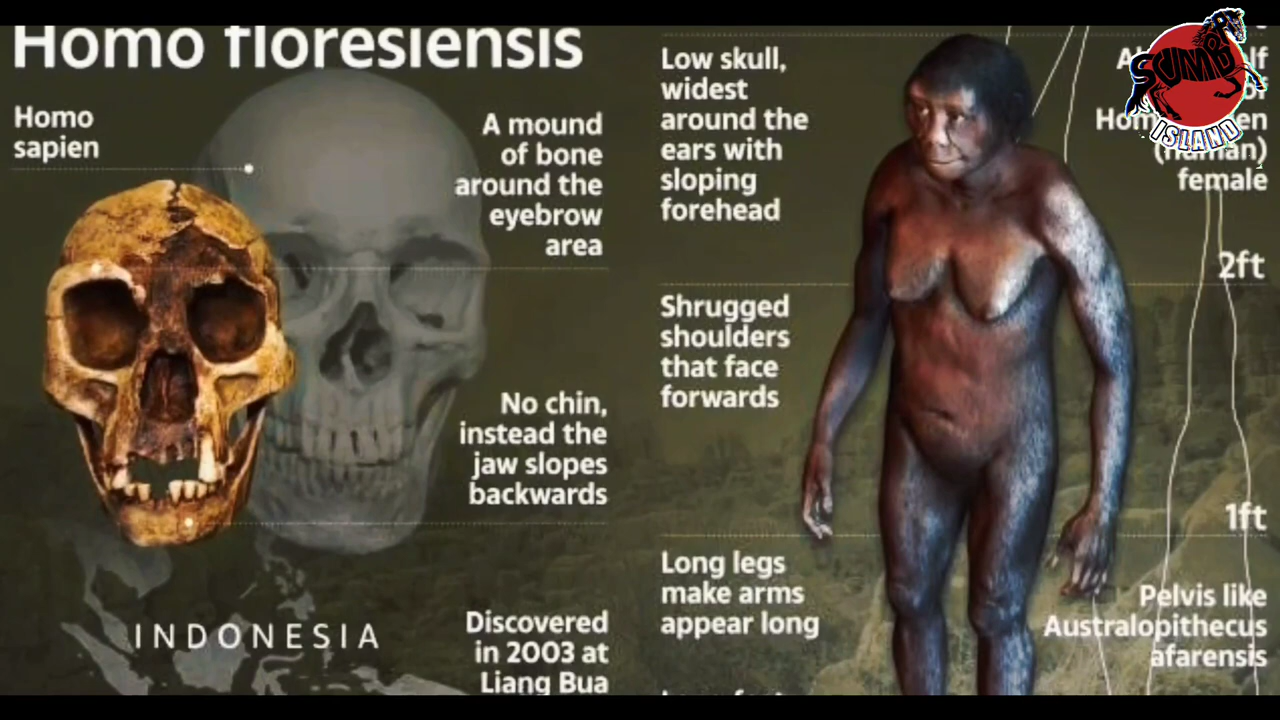 Homo floresiensis
Homo
sapien
A mound
of bone
around the
eyebrow
area
No chin,
instead the
jaw slopes
backwards
INDONESIA
Discovered
in 2003 at
Liang Bua
Low skull,
widest
around the
ears with
sloping
forehead
Shrugged
shoulders
that face
forwards
Long legs
make arms
appear long
of
(human)
female
2ft
1ft
Pelvis like
Australopithecus
afarensis
SUMBA
ISLAND